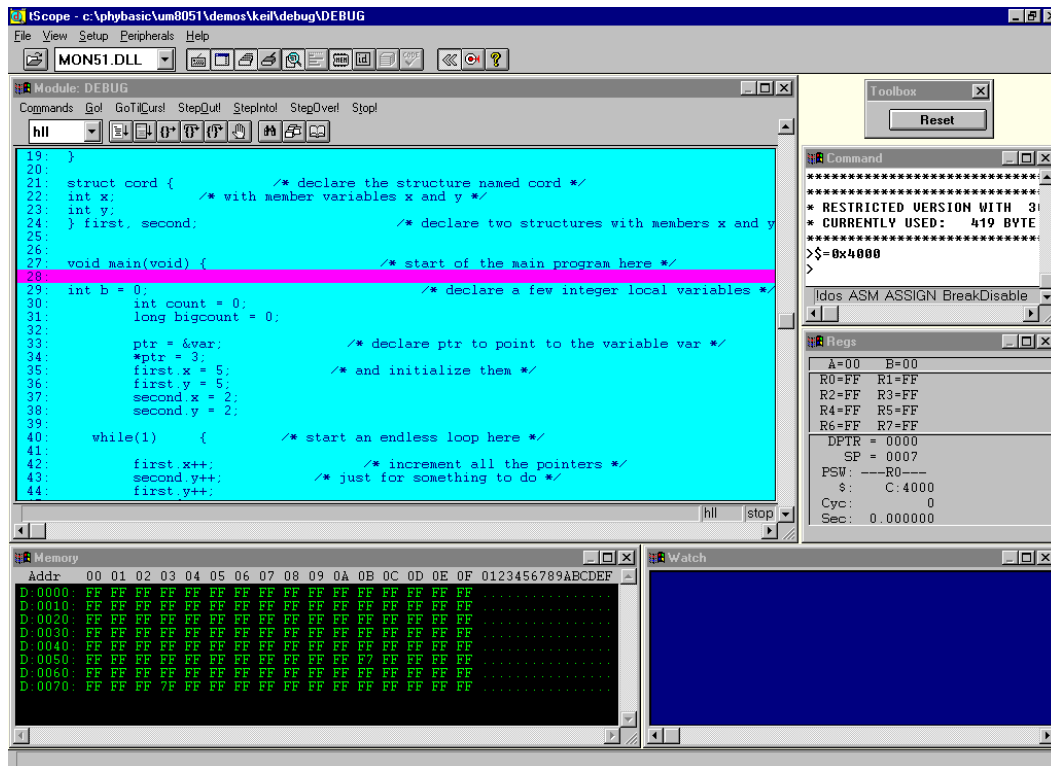 tScope - c:\phybasic\um8051\demos\keil\debug\DEBUG
File View Setup Peripherals Help
MON51.DLL
Module: DEBUG
Commands Go! GoTilCurs! StepOut! StepInto! StepOver! Stop!
hll
19: }
20:
21: struct cord { /* declare the structure named cord */
22: int x; /* with member variables x and y */
23: int y;
24: } first, second; /* declare two structures with members x and y
25:
26:
27: void main(void) { /* start of the main program here */
28:
29: int b = 0; /* declare a few integer local variables */
30: int count = 0;
31: long bigcount = 0;
32:
33: ptr = &var; /* declare ptr to point to the variable var */
34: *ptr = 3;
35: first.x = 5; /* and initialize them */
36: first.y = 5;
37: second.x = 2;
38: second.y = 2;
39:
40: while(1) { /* start an endless loop here */
41:
42: first.x++; /* increment all the pointers */
43: second.y++; /* just for something to do */
44: first.y++;
hll stop
Toolbox
Reset
Command
******************************
******************************
* RESTRICTED VERSION WITH
* CURRENTLY USED: 419 BYTE
******************************
>$=0x4000
>
!dos ASM ASSIGN BreakDisable
Regs
A=00 B=00
R0=FF R1=FF
R2=FF R3=FF
R4=FF R5=FF
R6=FF R7=FF
DPTR = 0000
SP = 0007
PSW: ---R0---
$: C:4000
Cyc: 0
Sec: 0.000000
Memory
Addr 00 01 02 03 04 05 06 07 08 09 0A 0B 0C 0D 0E 0F 0123456789ABCDEF
D:0000: FF FF FF FF FF FF FF FF FF FF FF FF FF FF FF FF ................
D:0010: FF FF FF FF FF FF FF FF FF FF FF FF FF FF FF FF ................
D:0020: FF FF FF FF FF FF FF FF FF FF FF FF FF FF FF FF ................
D:0030: FF FF FF FF FF FF FF FF FF FF FF FF FF FF FF FF ................
D:0040: FF FF FF FF FF FF FF FF FF FF FF FF FF FF FF FF ................
D:0050: FF FF FF FF FF FF FF FF FF FF FF F7 FF FF FF FF ................
D:0060: FF FF FF FF FF FF FF FF FF FF FF FF FF FF FF FF ................
D:0070: FF FF FF 7F FF FF FF FF FF FF FF FF FF FF FF FF ................
Watch